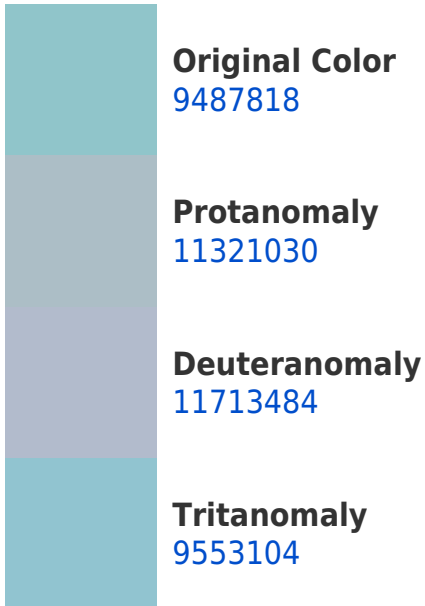 Original Color
9487818
Protanomaly
11321030
Deuteranomaly
11713484
Tritanomaly
9553104